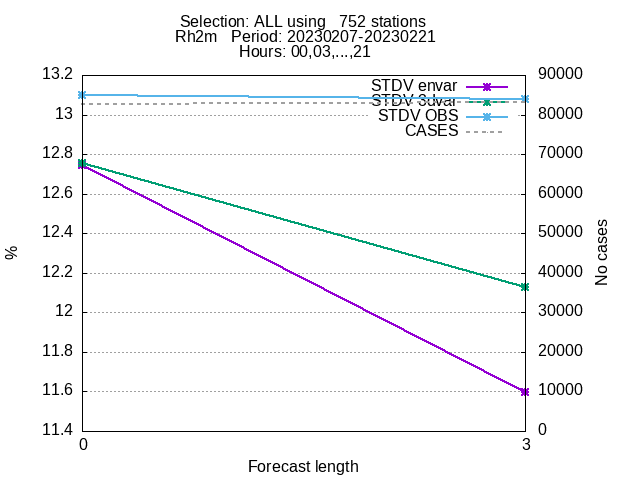 Selection: ALL using   752 stations
Rh2m   Period: 20230207-20230221
Hours: 00,03,...,21
13.2
13
12.8
12.6
12.4
12.2
12
11.8
11.6
11.4
90000
80000
70000
60000
50000
40000
30000
20000
10000
0
STDV envar
STDV 3dvar
STDV OBS
CASES
%
No cases
0
3
Forecast length